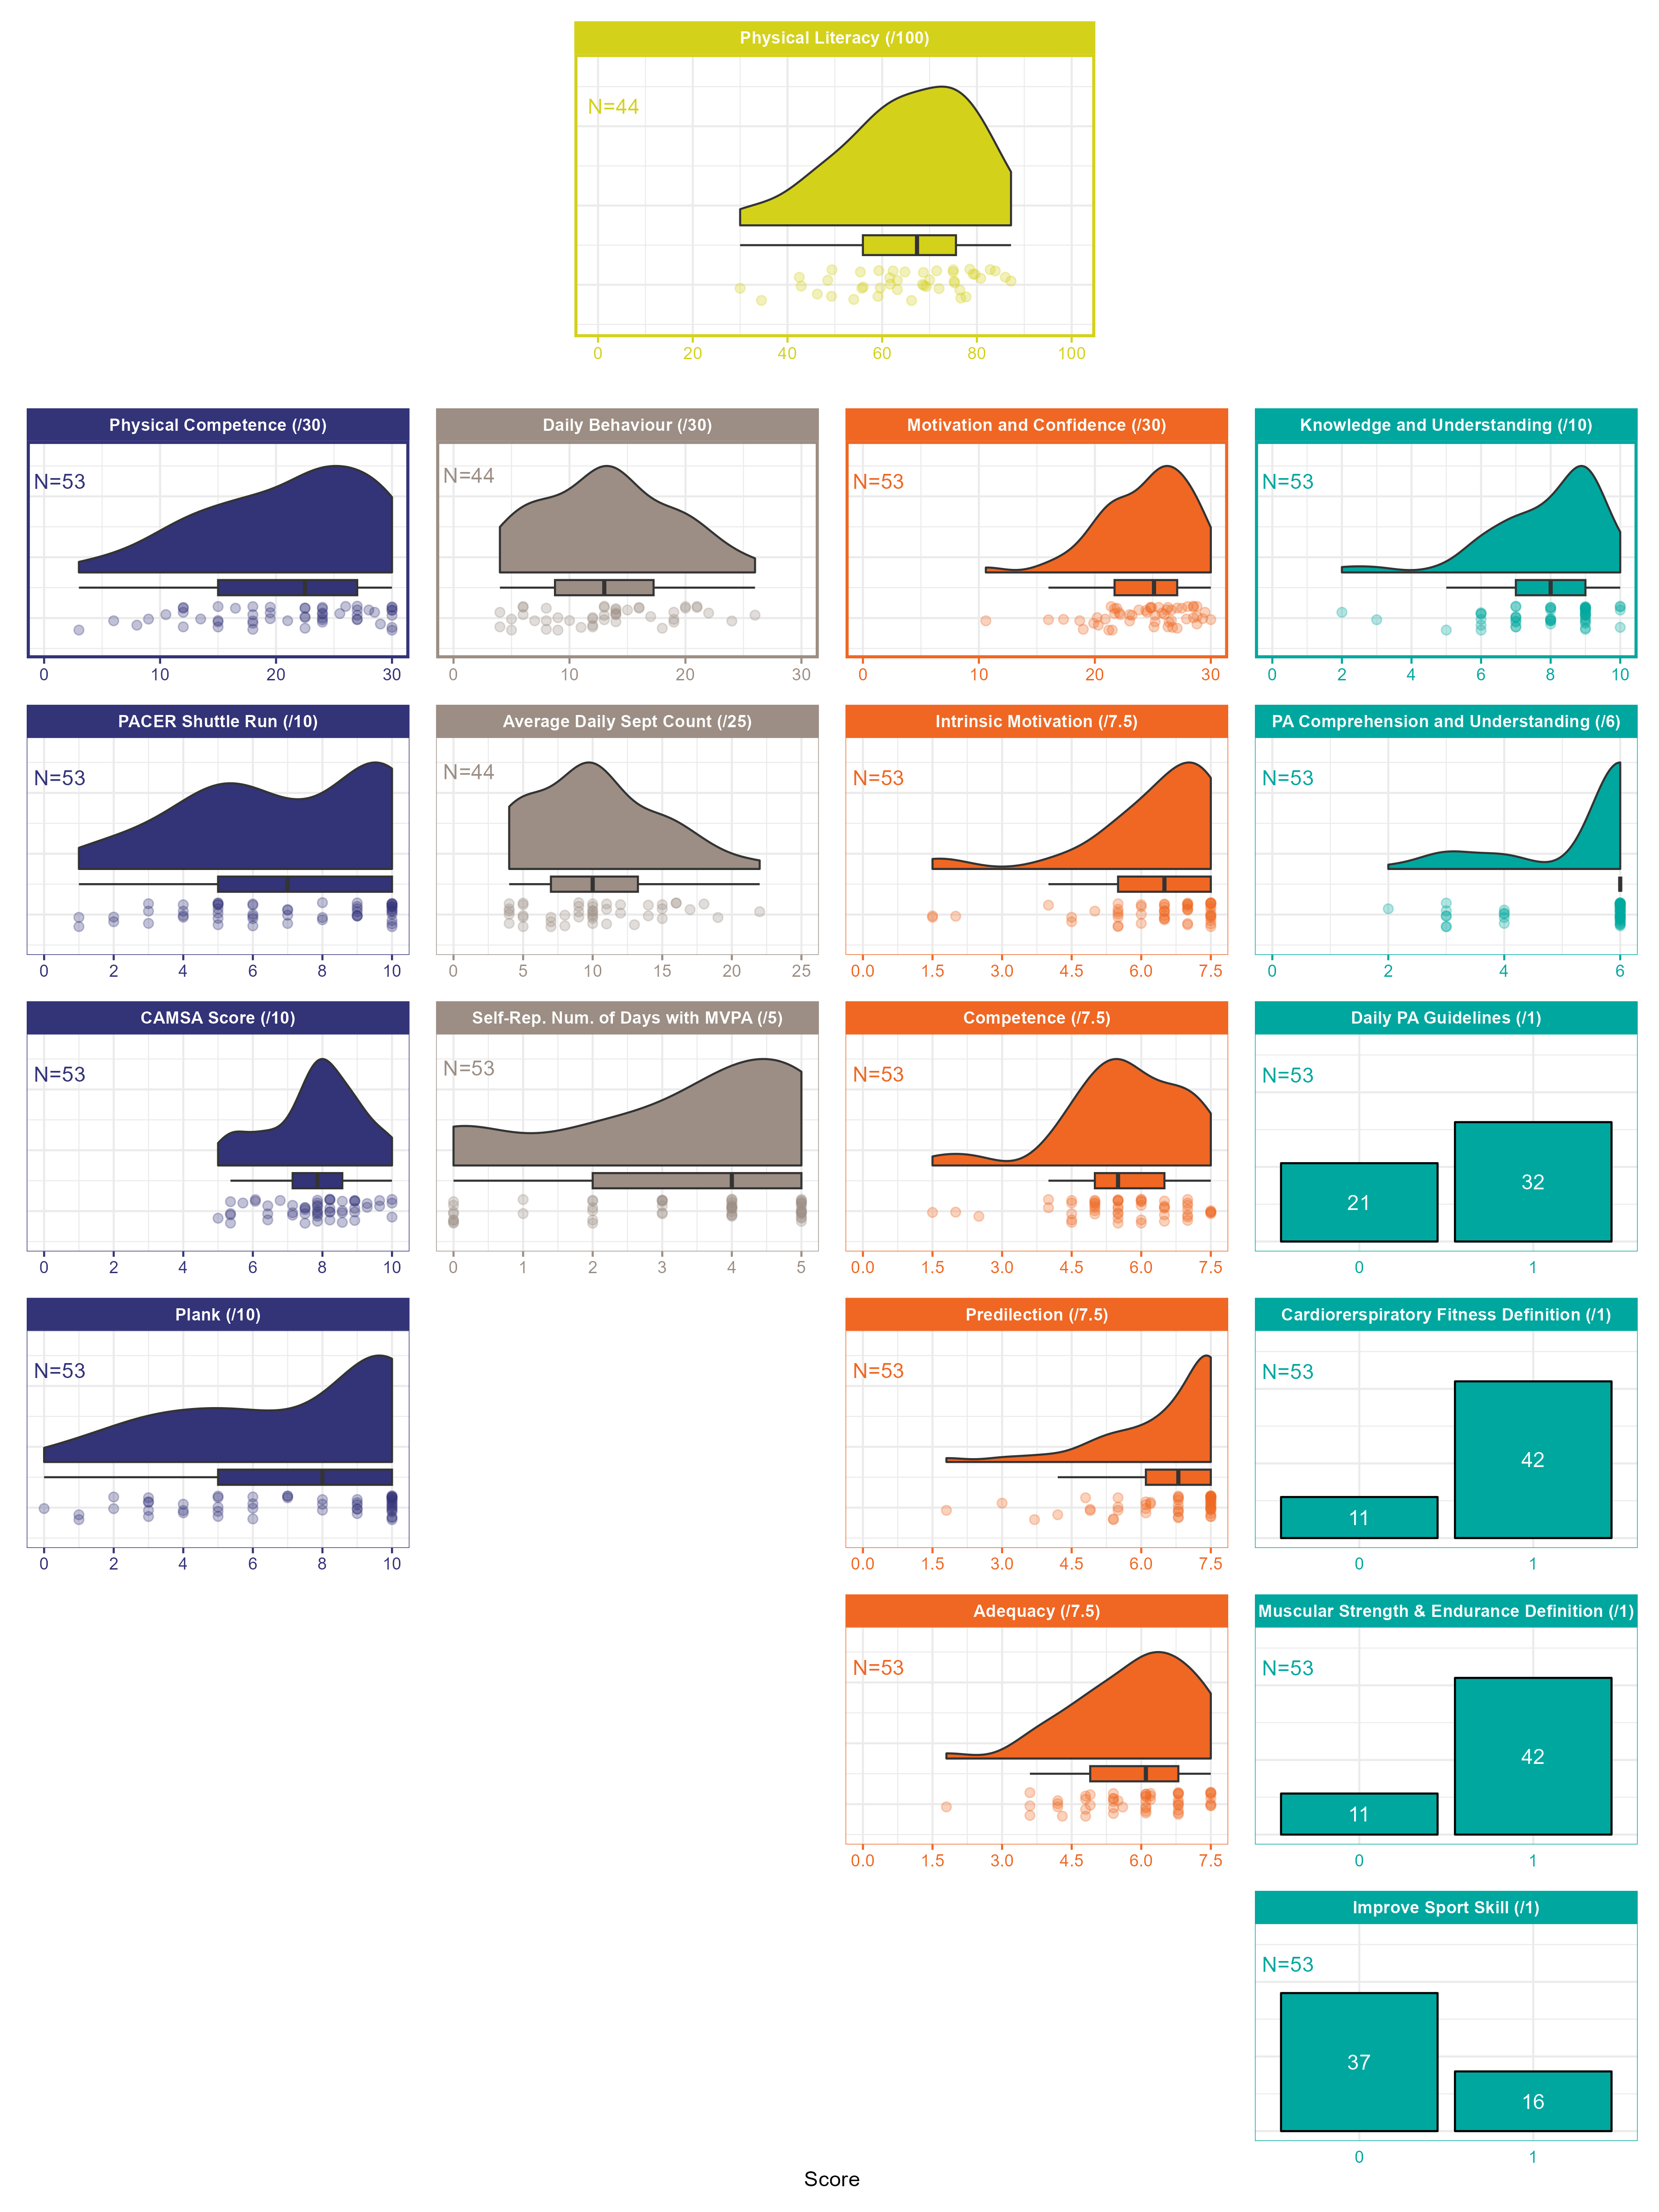 Physical Literacy (/100)
N=44
0 20 40 60 80 100
Physical Competence (/30)
N=53
0 10 20 30
Daily Behaviour (/30)
N=44
0 10 20 30
Motivation and Confidence (/30)
N=53
0 10 20 30
Knowledge and Understanding (/10)
N=53
0 2 4 6 8 10
PACER Shuttle Run (/10)
N=53
0 2 4 6 8 10
Average Daily Sept Count (/25)
N=44
0 5 10 15 20 25
Intrinsic Motivation (/7.5)
N=53
0.0 1.5 3.0 4.5 6.0 7.5
PA Comprehension and Understanding (/6)
N=53
0 2 4 6
CAMSA Score (/10)
N=53
0 2 4 6 8 10
Self-Rep. Num. of Days with MVPA (/5)
N=53
0 1 2 3 4 5
Competence (/7.5)
N=53
0.0 1.5 3.0 4.5 6.0 7.5
Daily PA Guidelines (/1)
N=53
21 32
0 1
Plank (/10)
N=53
0 2 4 6 8 10
Predilection (/7.5)
N=53
0.0 1.5 3.0 4.5 6.0 7.5
Cardiorerspiratory Fitness Definition (/1)
N=53
11 42
0 1
Adequacy (/7.5)
N=53
0.0 1.5 3.0 4.5 6.0 7.5
Muscular Strength & Endurance Definition (/1)
N=53
11 42
0 1
Improve Sport Skill (/1)
N=53
37 16
0 1
Score